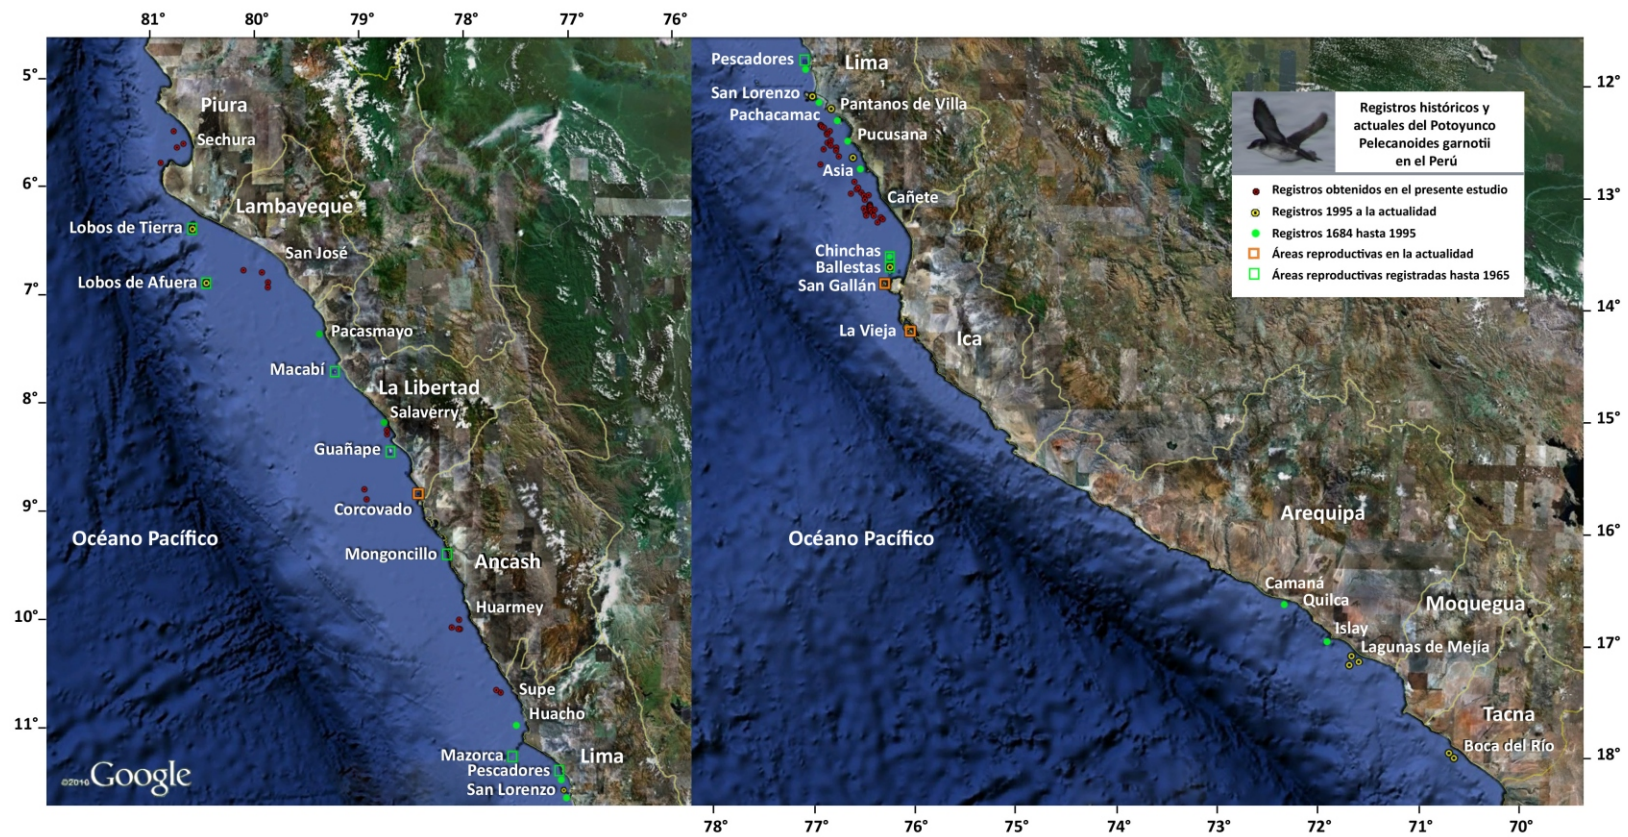 81° 80° 79° 78° 77° 76°
5°
6°
7°
8°
9°
10°
11°
Piura
Sechura
Lambayeque
Lobos de Tierra
San José
Lobos de Afuera
Pacasmayo
Macabí
La Libertad
Salaverry
Guañape
Corcovado
Océano Pacífico
Mongoncillo
Ancash
Huarmey
Supe
Huacho
Mazorca
Lima
Pescadores
San Lorenzo
©2010 Google
Pescadores
Lima
San Lorenzo
Pantanos de Villa
Pachacamac
Pucusana
Asia
Cañete
Chinchas
Ballestas
San Gallán
La Vieja
Ica
Océano Pacífico
Arequipa
Camaná
Quilca
Moquegua
Islay
Lagunas de Mejía
Tacna
Boca del Río
Registros históricos y
actuales del Potoyunco
Pelecanoides garnotii
en el Perú
Registros obtenidos en el presente estudio
Registros 1995 a la actualidad
Registros 1684 hasta 1995
Áreas reproductivas en la actualidad
Áreas reproductivas registradas hasta 1965
12°
13°
14°
15°
16°
17°
18°
78° 77° 76° 75° 74° 73° 72° 71° 70°